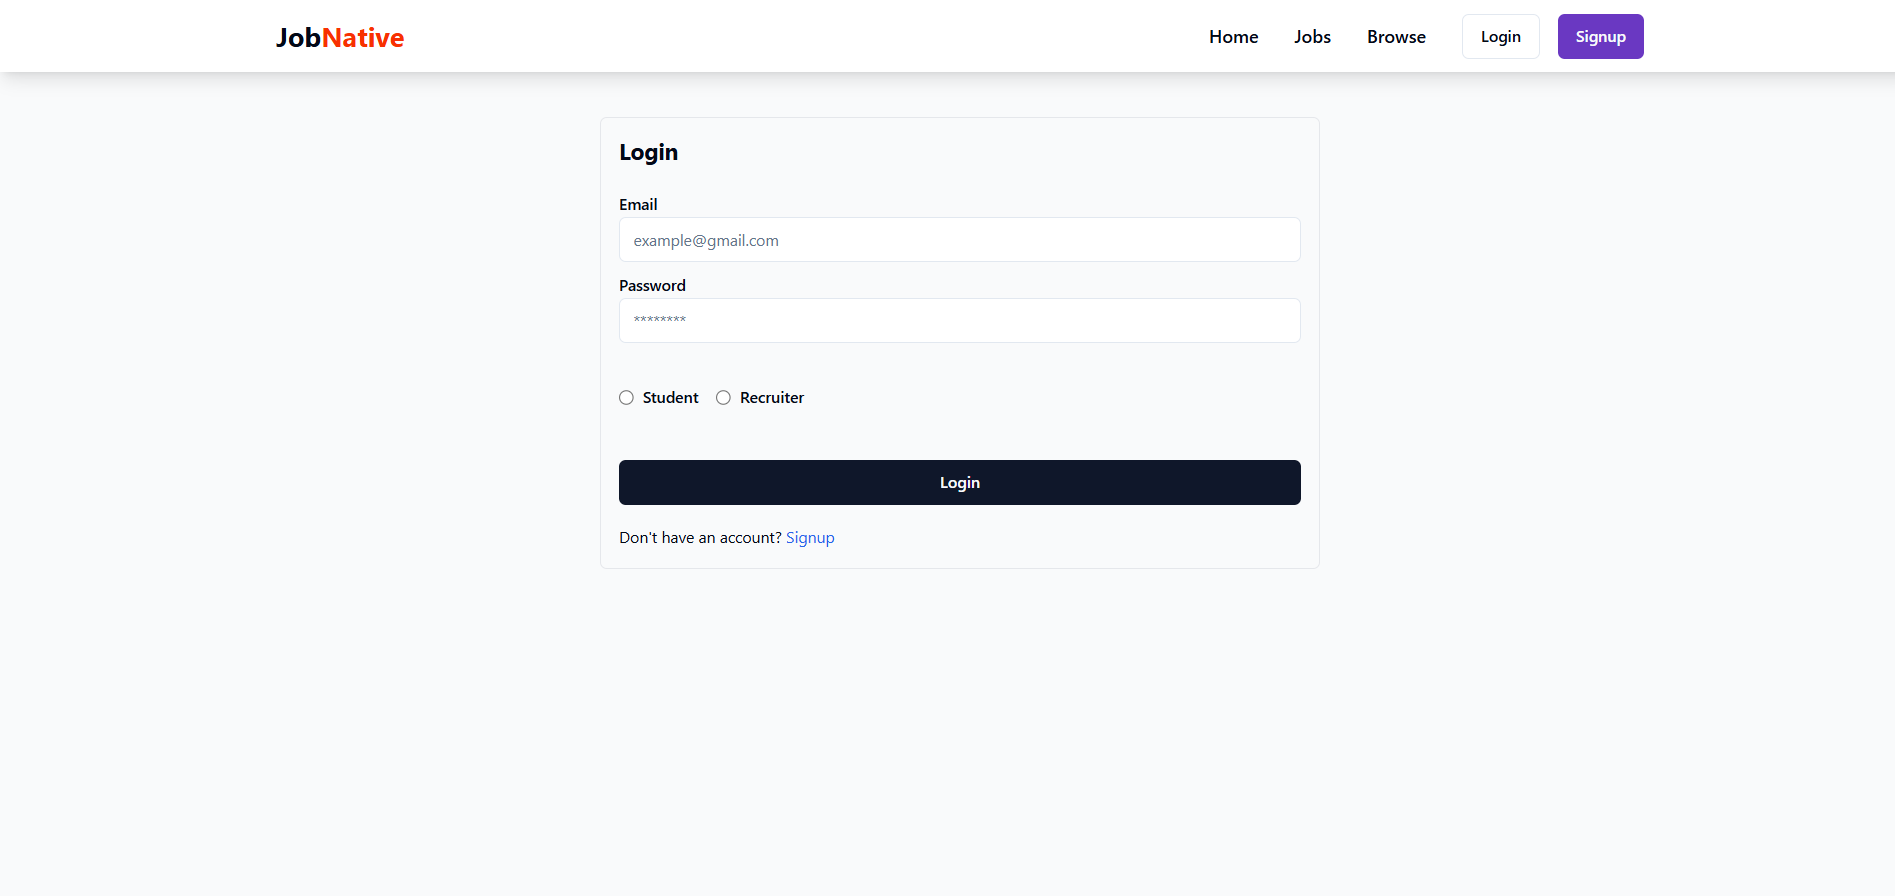 JobNative Home Jobs Browse Login Signup
Login
Email
example@gmail.com
Password
********
Student Recruiter
Login
Don't have an account? Signup